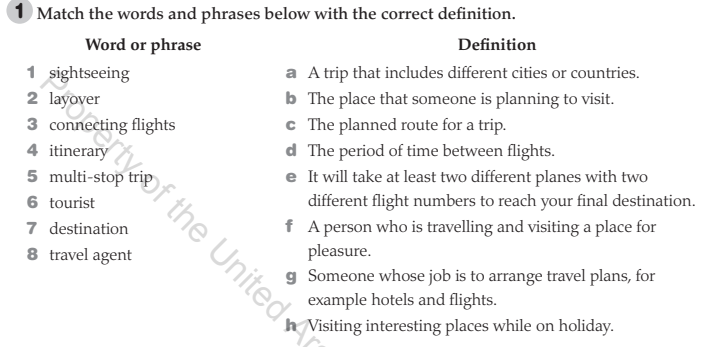 1 Match the words and phrases below with the correct definition.
Word or phrase
1 sightseeing
2 layover
3 connecting flights
4 itinerary
5 multi-stop trip
6 tourist
7 destination
8 travel agent
Definition
a A trip that includes different cities or countries.
b The place that someone is planning to visit.
c The planned route for a trip.
d The period of time between flights.
e It will take at least two different planes with two
different flight numbers to reach your final destination.
f A person who is travelling and visiting a place for
pleasure.
g Someone whose job is to arrange travel plans, for
example hotels and flights.
h Visiting interesting places while on holiday.
Property of the United